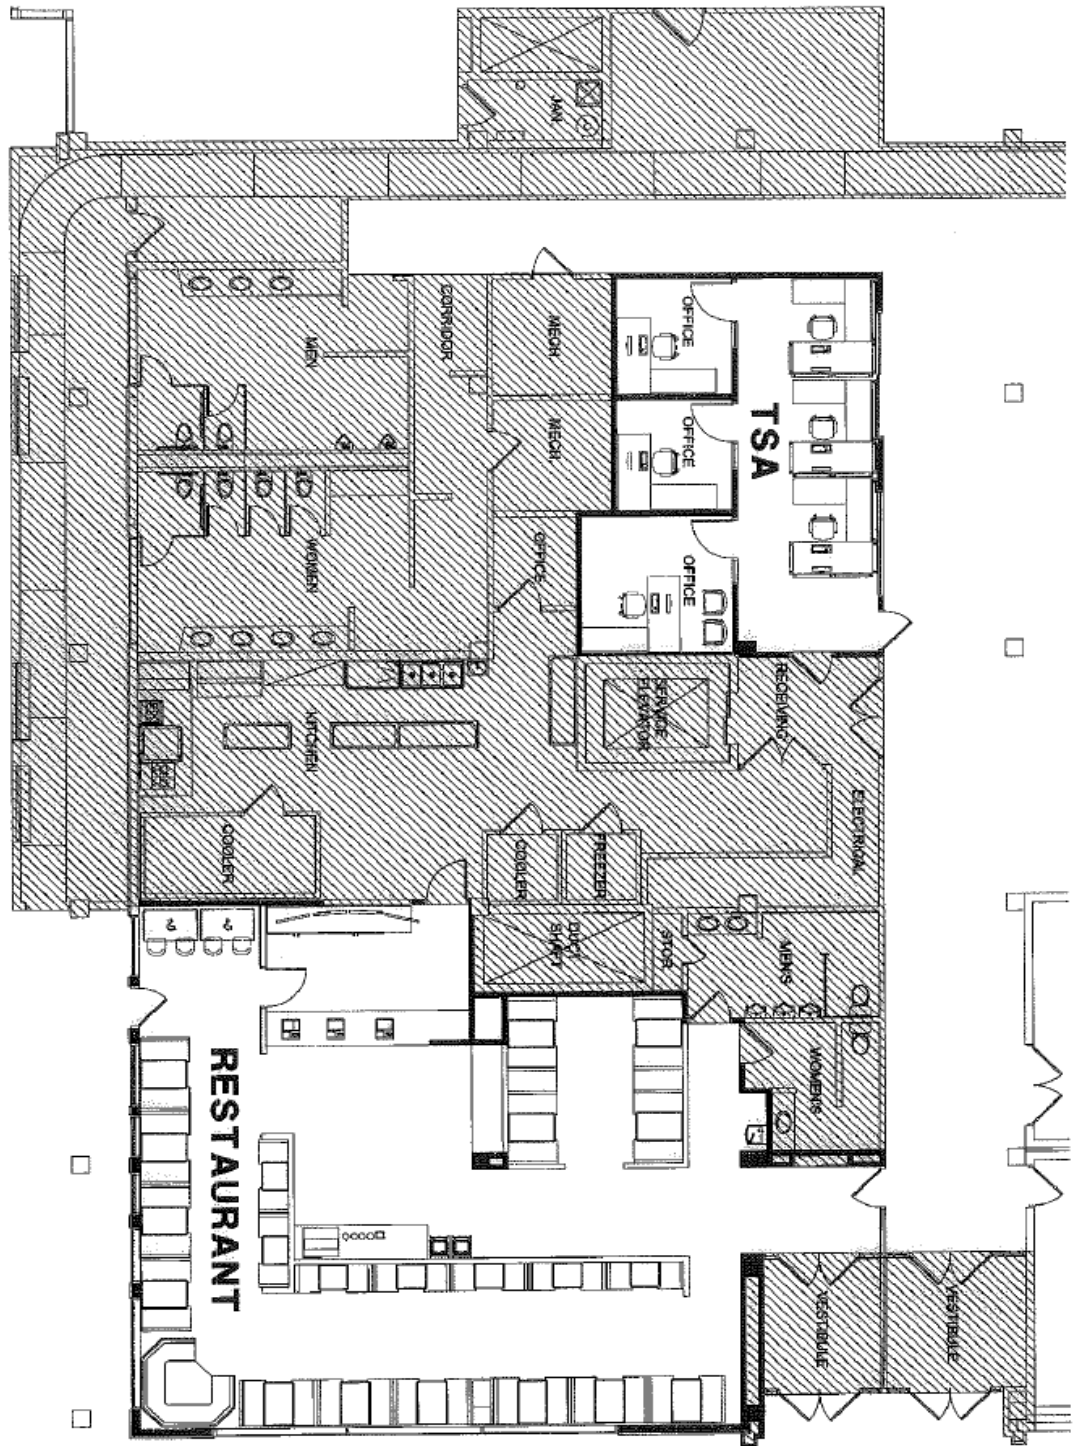 JAN
CORRIDOR
MEN
MECH
MECH
OFFICE
OFFICE
OFFICE
TSA
OFFICE
WOMEN
SERVICE
ELEVATOR
RECEIVING
KITCHEN
ELECTRICAL
COOLER
COOLER
FREEZER
DUCT
SHAFT
STOR
MENS
WOMENS
RESTAURANT
VESTIBULE
VESTIBULE